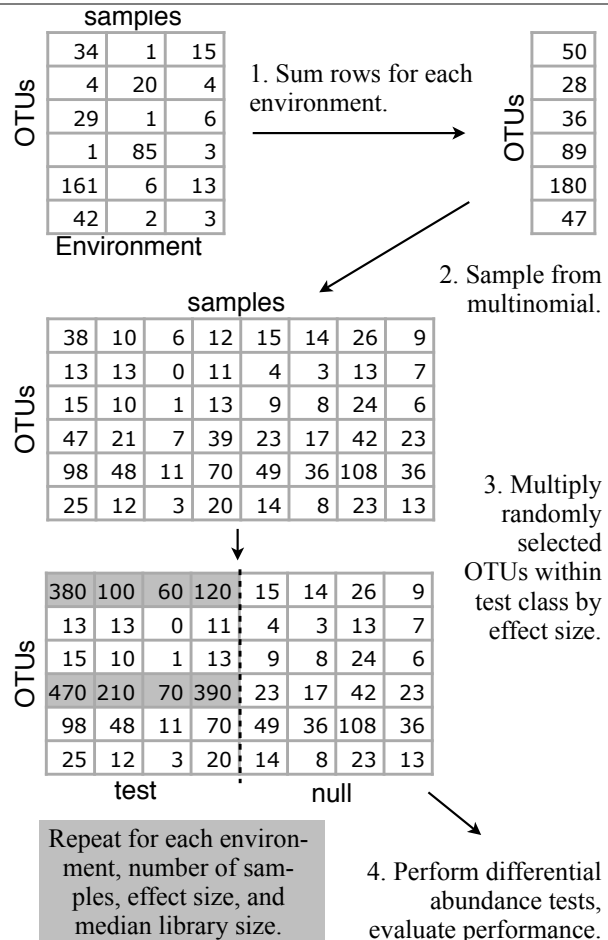 samples
OTUs
34 1 15
4 20 4
29 1 6
1 85 3
161 6 13
42 2 3
Environment
1. Sum rows for each
environment.
OTUs
50
28
36
89
180
47
2. Sample from
multinomial.
samples
OTUs
38 10 6 12 15 14 26 9
13 13 0 11 4 3 13 7
15 10 1 13 9 8 24 6
47 21 7 39 23 17 42 23
98 48 11 70 49 36 108 36
25 12 3 20 14 8 23 13
3. Multiply
randomly
selected
OTUs within
test class by
effect size.
OTUs
380 100 60 120 15 14 26 9
13 13 0 11 4 3 13 7
15 10 1 13 9 8 24 6
470 210 70 390 23 17 42 23
98 48 11 70 49 36 108 36
25 12 3 20 14 8 23 13
test null
Repeat for each environ-
ment, number of sam-
ples, effect size, and
median library size.
4. Perform differential
abundance tests,
evaluate performance.